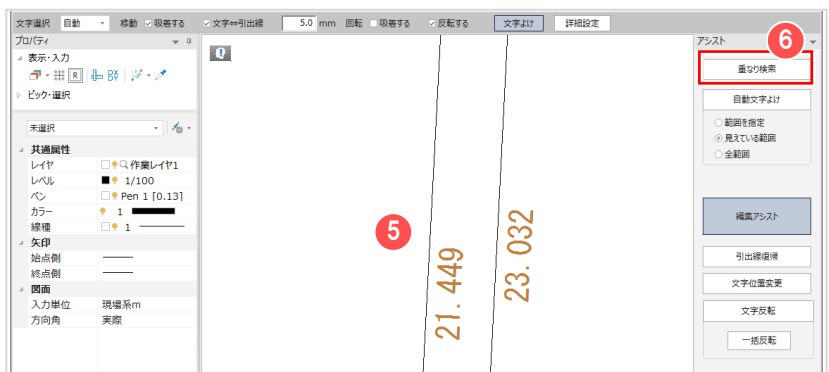 文字選択 自動 移動 吸着する 文字⇔引出線 5.0 mm 回転 吸着する 反転する 文字よけ 詳細設定
プロパティ
表示・入力
R DX DY
ピック・選択
未選択
共通属性
レイヤ 作業レイヤ1
レベル 1/100
ペン Pen 1 [0.13]
カラー 1
線種 1
矢印
始点側
終点側
図面
入力単位 現場系m
方向角 実際
5
21.449
23.032
アシスト
6
重なり検索
自動文字よけ
範囲を指定
見えている範囲
全範囲
編集アシスト
引出線復帰
文字位置変更
文字反転
一括反転